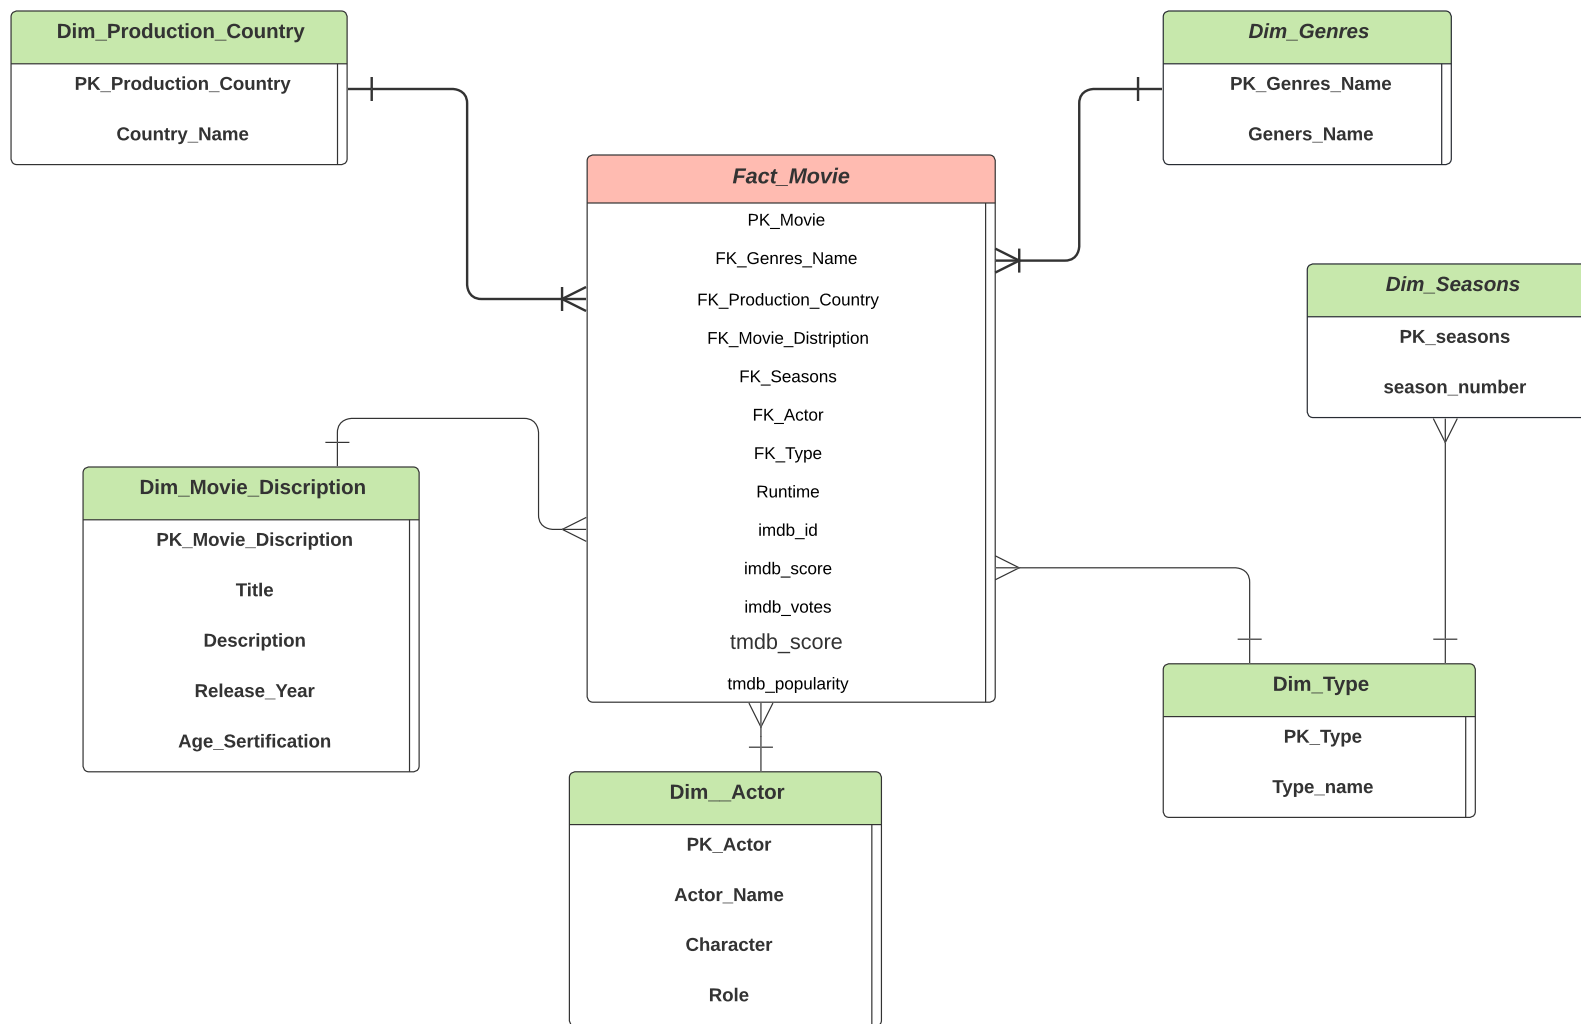 Dim_Production_Country
PK_Production_Country
Country_Name
Dim_Genres
PK_Genres_Name
Geners_Name
Fact_Movie
PK_Movie
FK_Genres_Name
FK_Production_Country
FK_Movie_Distription
FK_Seasons
FK_Actor
FK_Type
Runtime
imdb_id
imdb_score
imdb_votes
tmdb_score
tmdb_popularity
Dim_Seasons
PK_seasons
season_number
Dim_Movie_Discription
PK_Movie_Discription
Title
Description
Release_Year
Age_Sertification
Dim_Type
PK_Type
Type_name
Dim__Actor
PK_Actor
Actor_Name
Character
Role